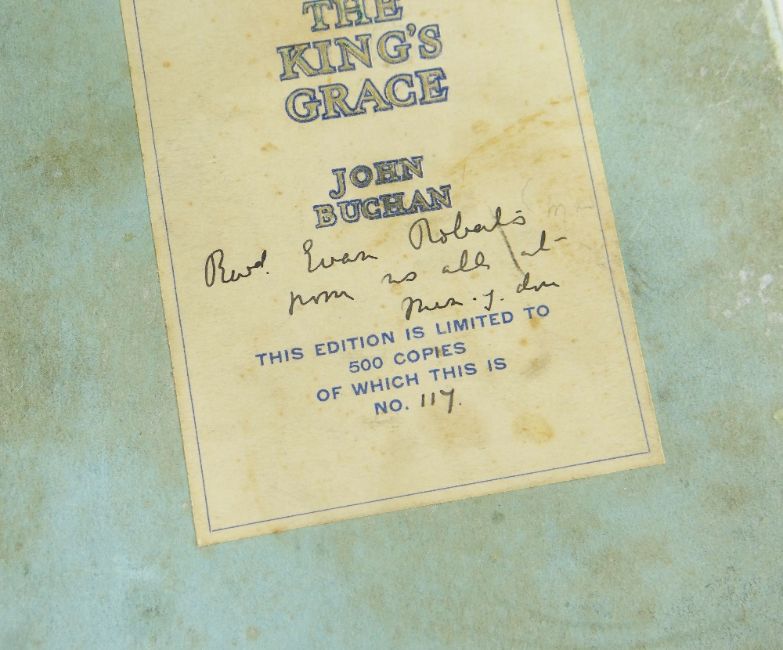 THE
KING'S
GRACE
JOHN
BUCHAN
Revd. Evan Roberts
from us all at
THIS EDITION IS LIMITED TO
500 COPIES
OF WHICH THIS IS
NO. 117.